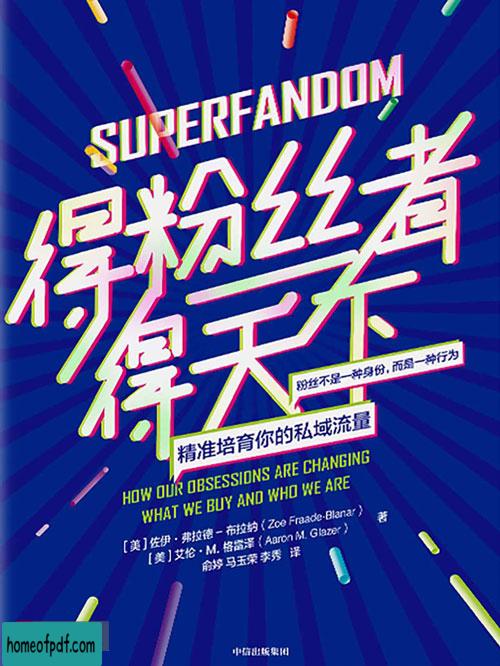 SUPERFANDOM
得粉丝者
得天下
粉丝不是一种身份，而是一种行为
精准培育你的私域流量
HOW OUR OBSESSIONS ARE CHANGING
WHAT WE BUY AND WHO WE ARE
［美］佐伊·弗拉德－布拉纳（Zoe Fraade-Blanar）
［美］艾伦·M. 格雷泽（Aaron M. Glazer）
著
俞婷 马玉荣 李秀 译
homeofpdf.com
中信出版集团